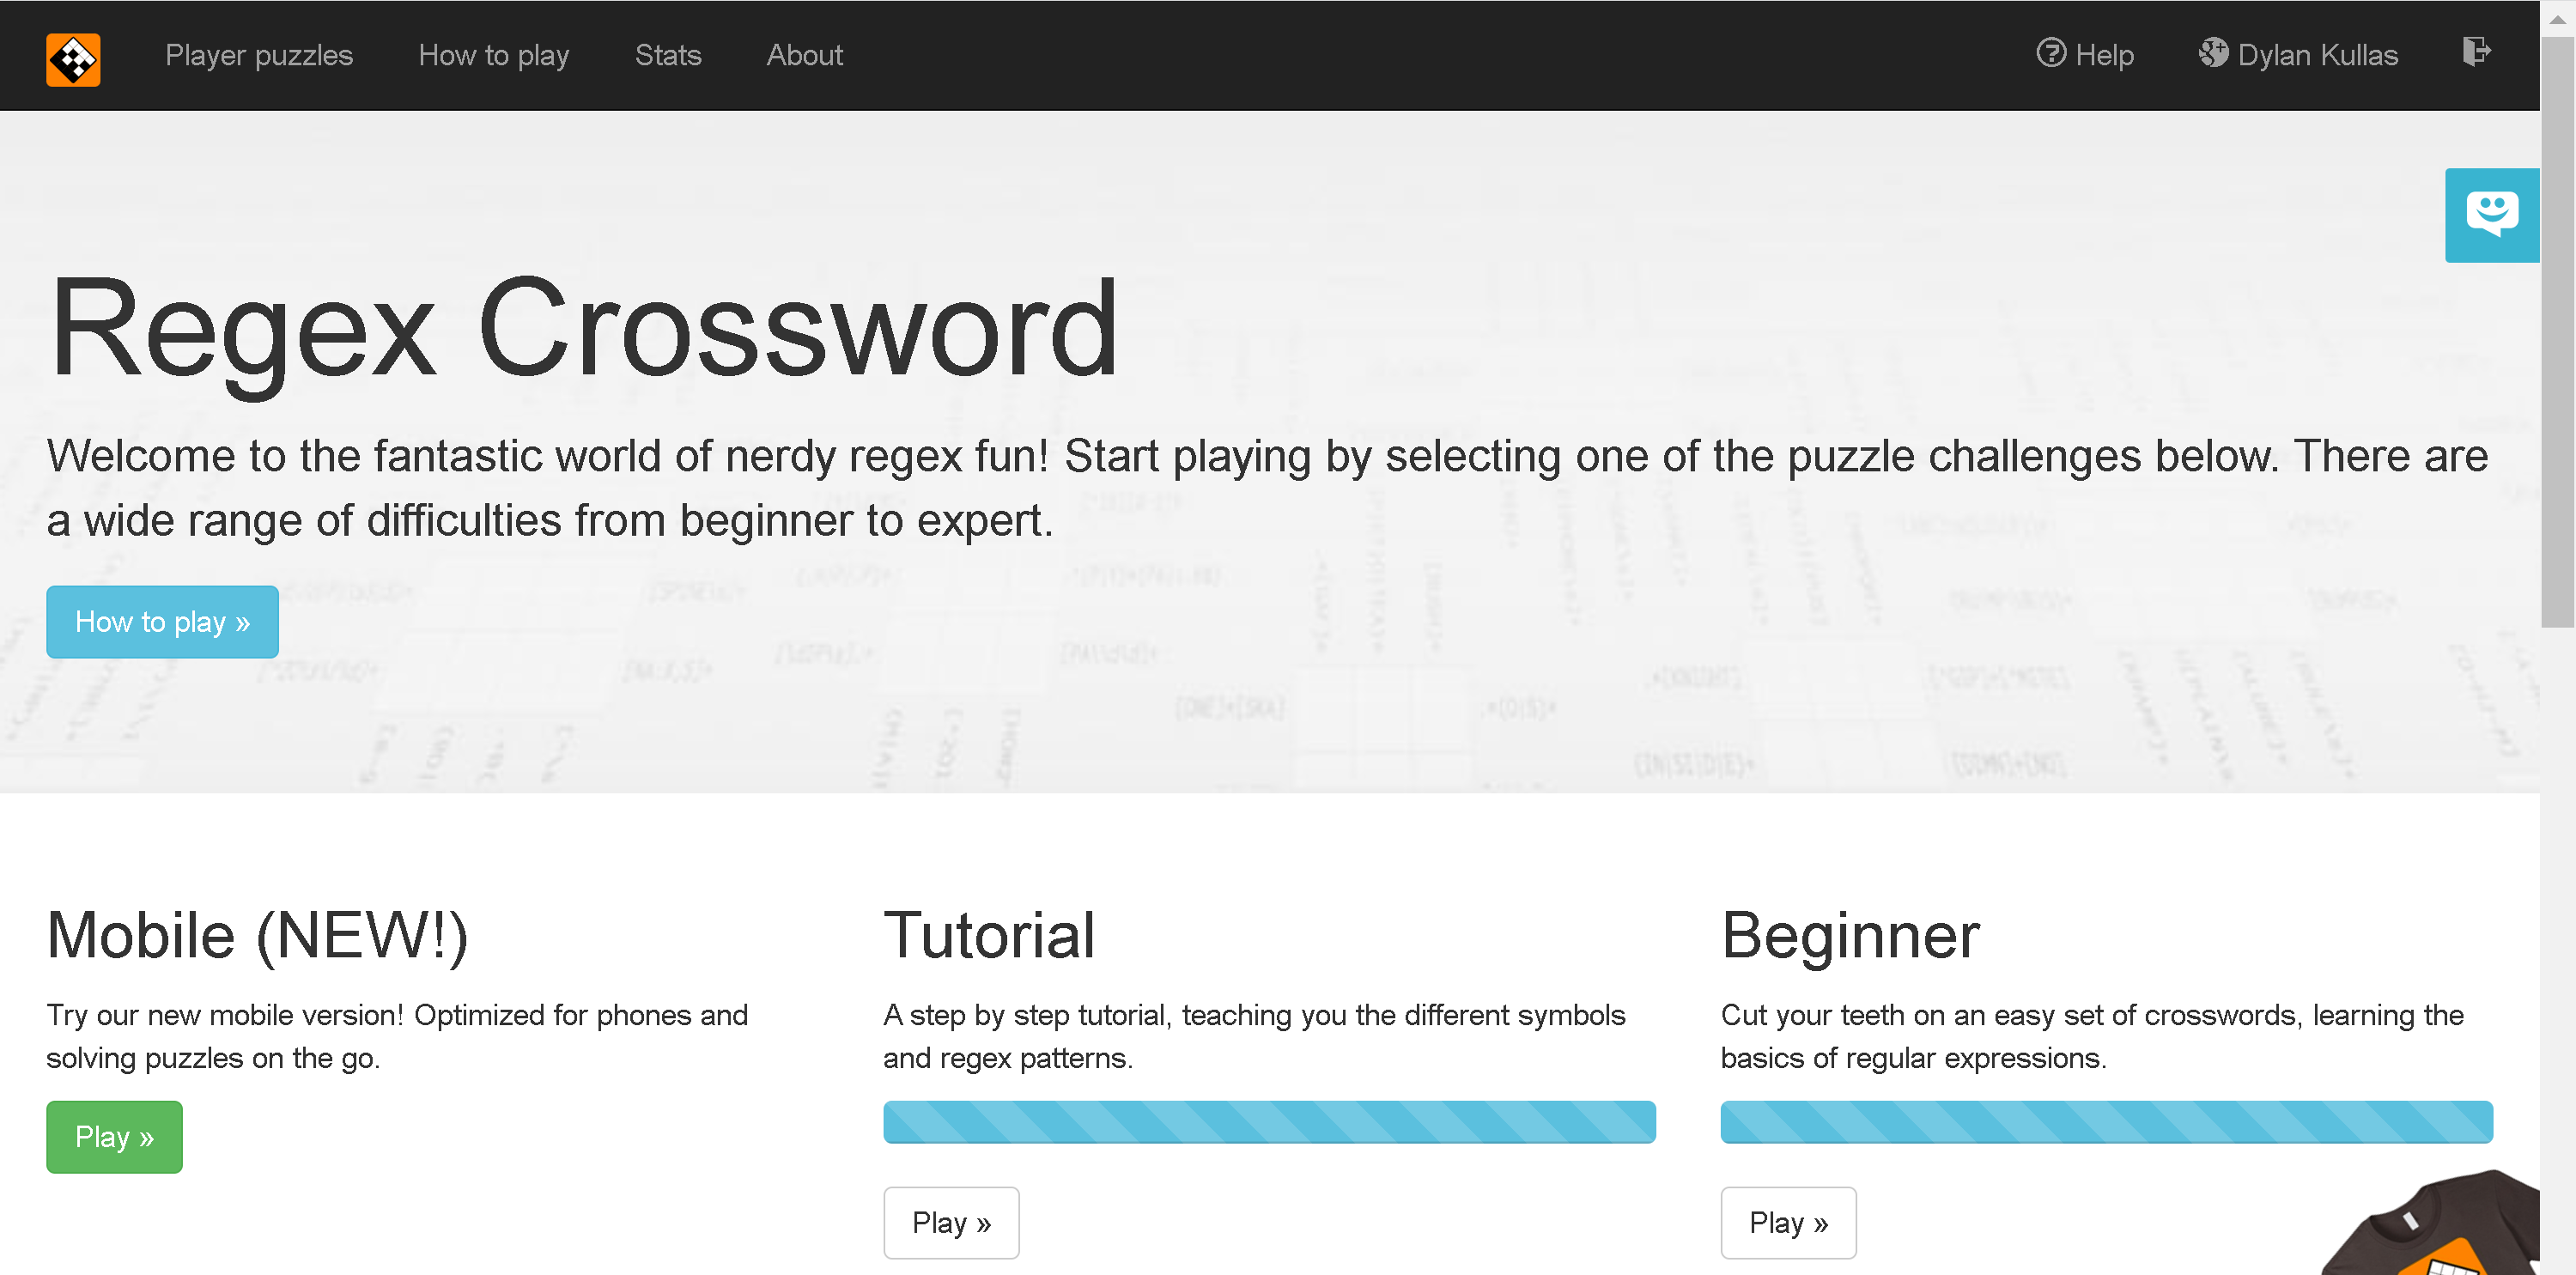 Player puzzles How to play Stats About Help Dylan Kullas
Regex Crossword
Welcome to the fantastic world of nerdy regex fun! Start playing by selecting one of the puzzle challenges below. There are
a wide range of difficulties from beginner to expert.
How to play »
Mobile (NEW!)
Try our new mobile version! Optimized for phones and
solving puzzles on the go.
Play »
Tutorial
A step by step tutorial, teaching you the different symbols
and regex patterns.
Play »
Beginner
Cut your teeth on an easy set of crosswords, learning the
basics of regular expressions.
Play »